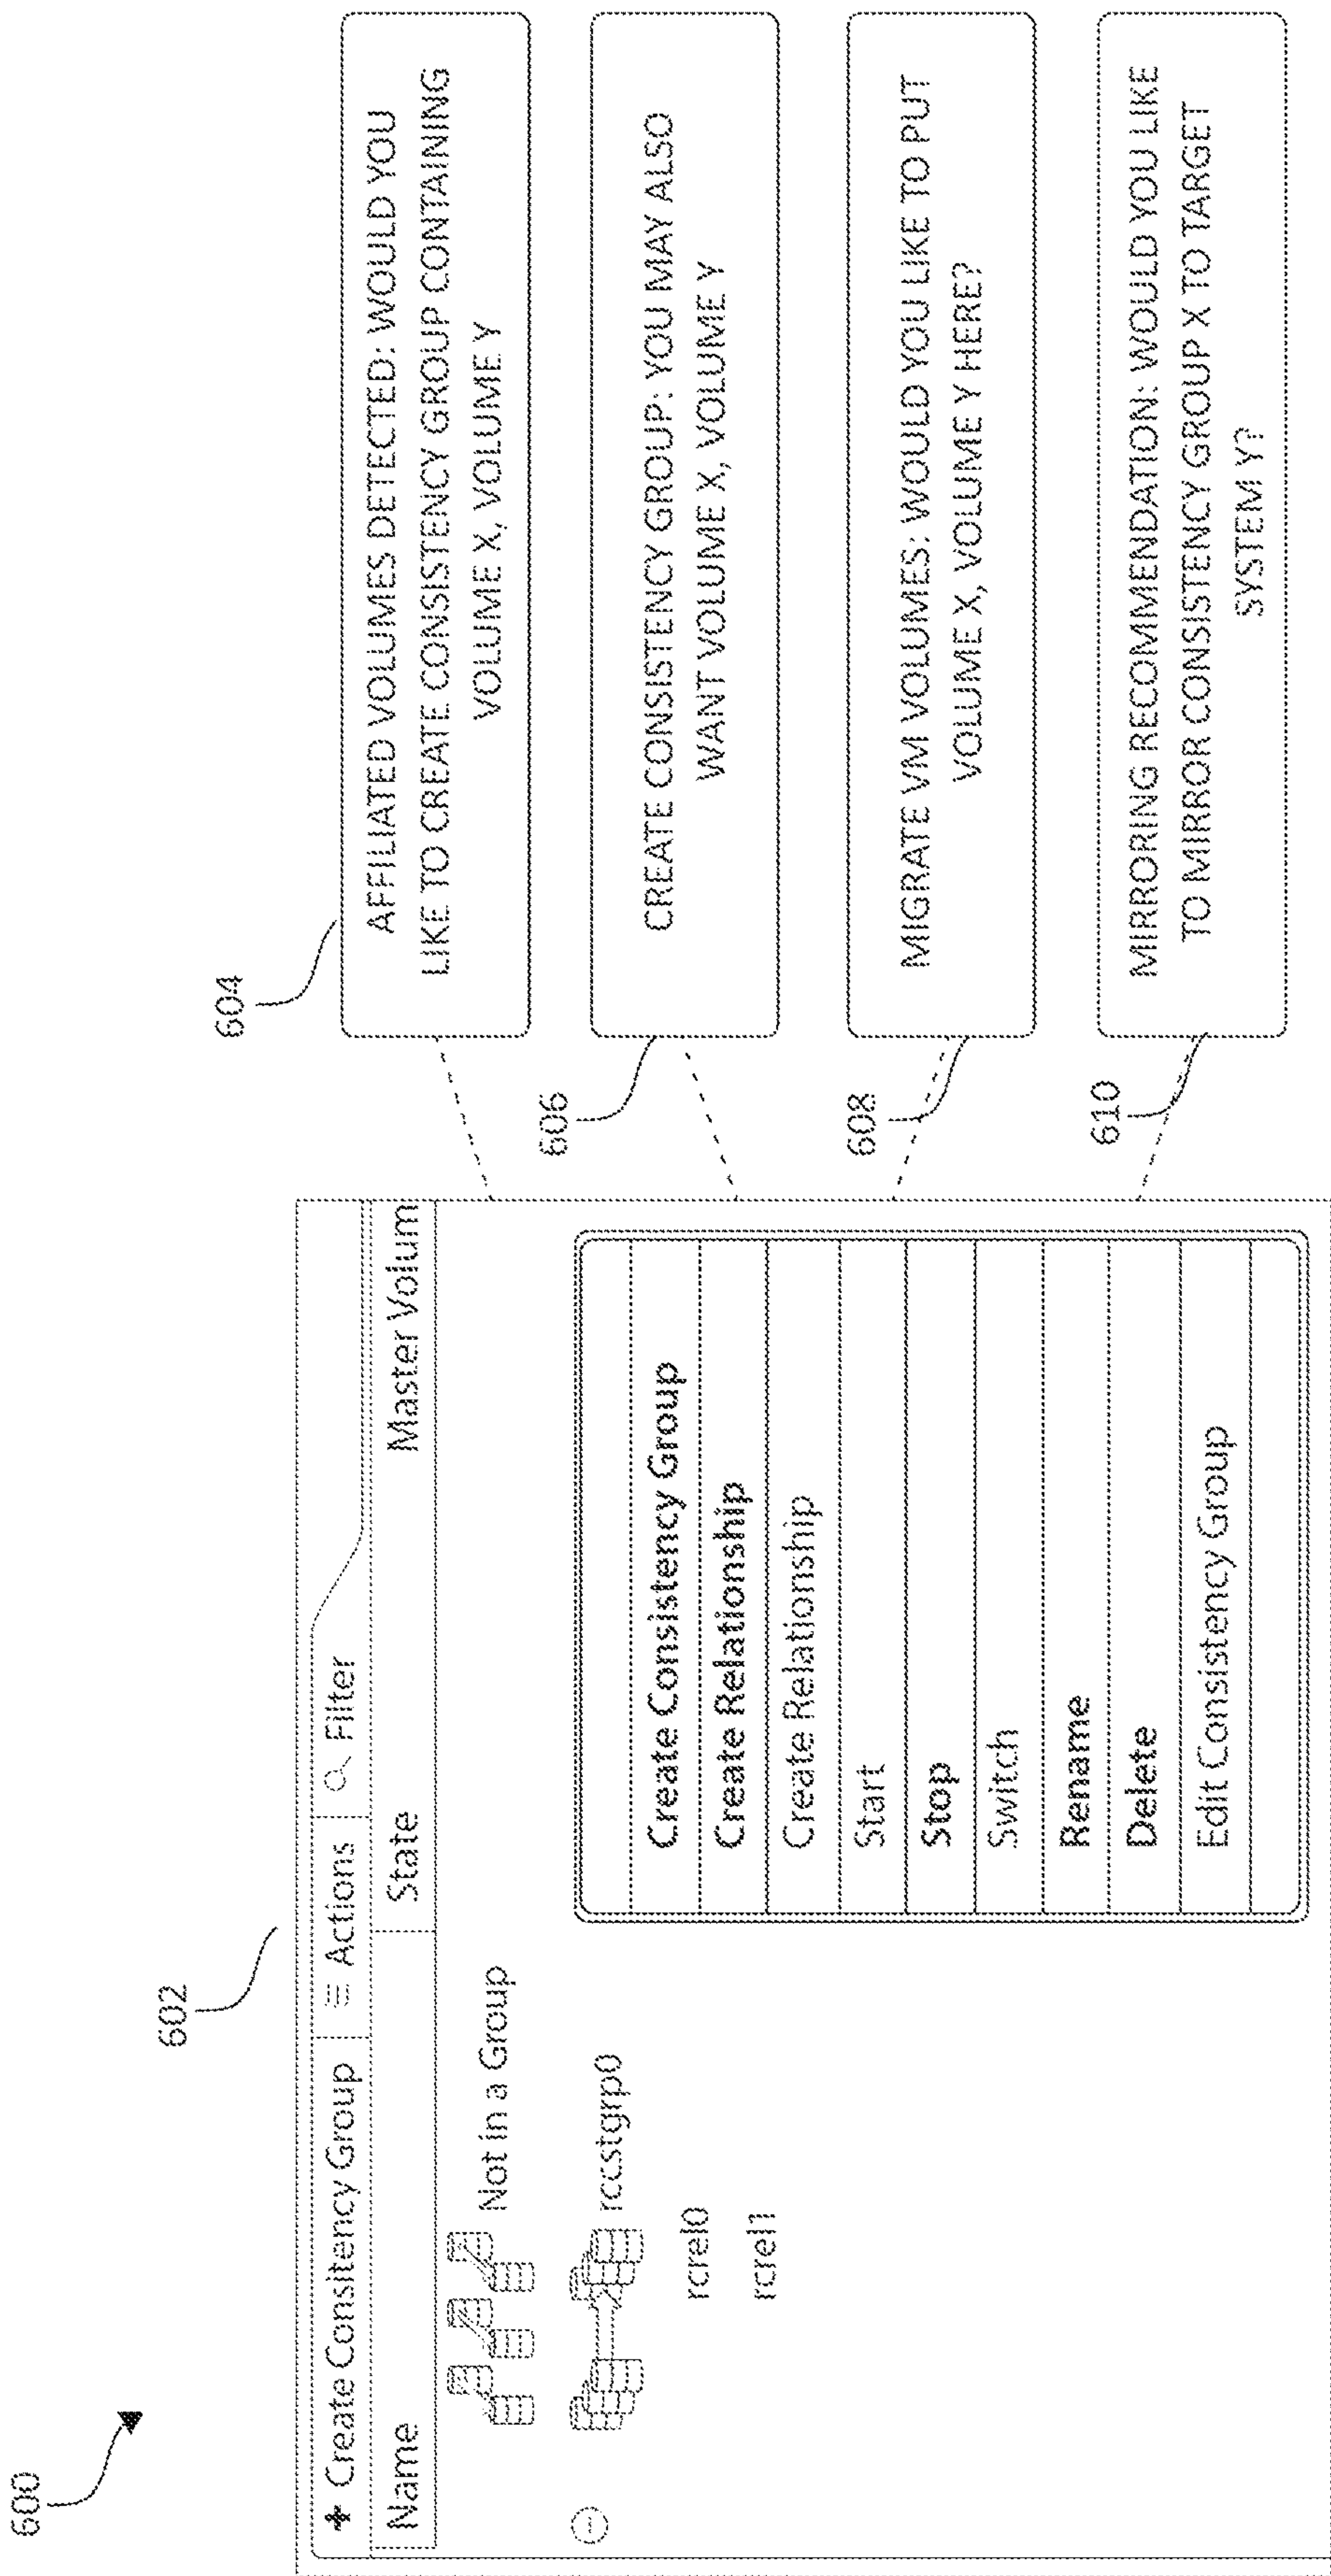 600
602
+ Create Consitency Group
Actions
Filter
Name
State
Master Volum
Not in a Group
rccstgrp0
rcrel0
rcrel1
Create Consistency Group
Create Relationship
Create Relationship
Start
Stop
Switch
Rename
Delete
Edit Consistency Group
604
AFFILIATED VOLUMES DETECTED: WOULD YOU
LIKE TO CREATE CONSISTENCY GROUP CONTAINING
VOLUME X, VOLUME Y
606
CREATE CONSISTENCY GROUP: YOU MAY ALSO
WANT VOLUME X, VOLUME Y
608
MIGRATE VM VOLUMES: WOULD YOU LIKE TO PUT
VOLUME X, VOLUME Y HERE?
610
MIRRORING RECOMMENDATION: WOULD YOU LIKE
TO MIRROR CONSISTENCY GROUP X TO TARGET
SYSTEM Y?